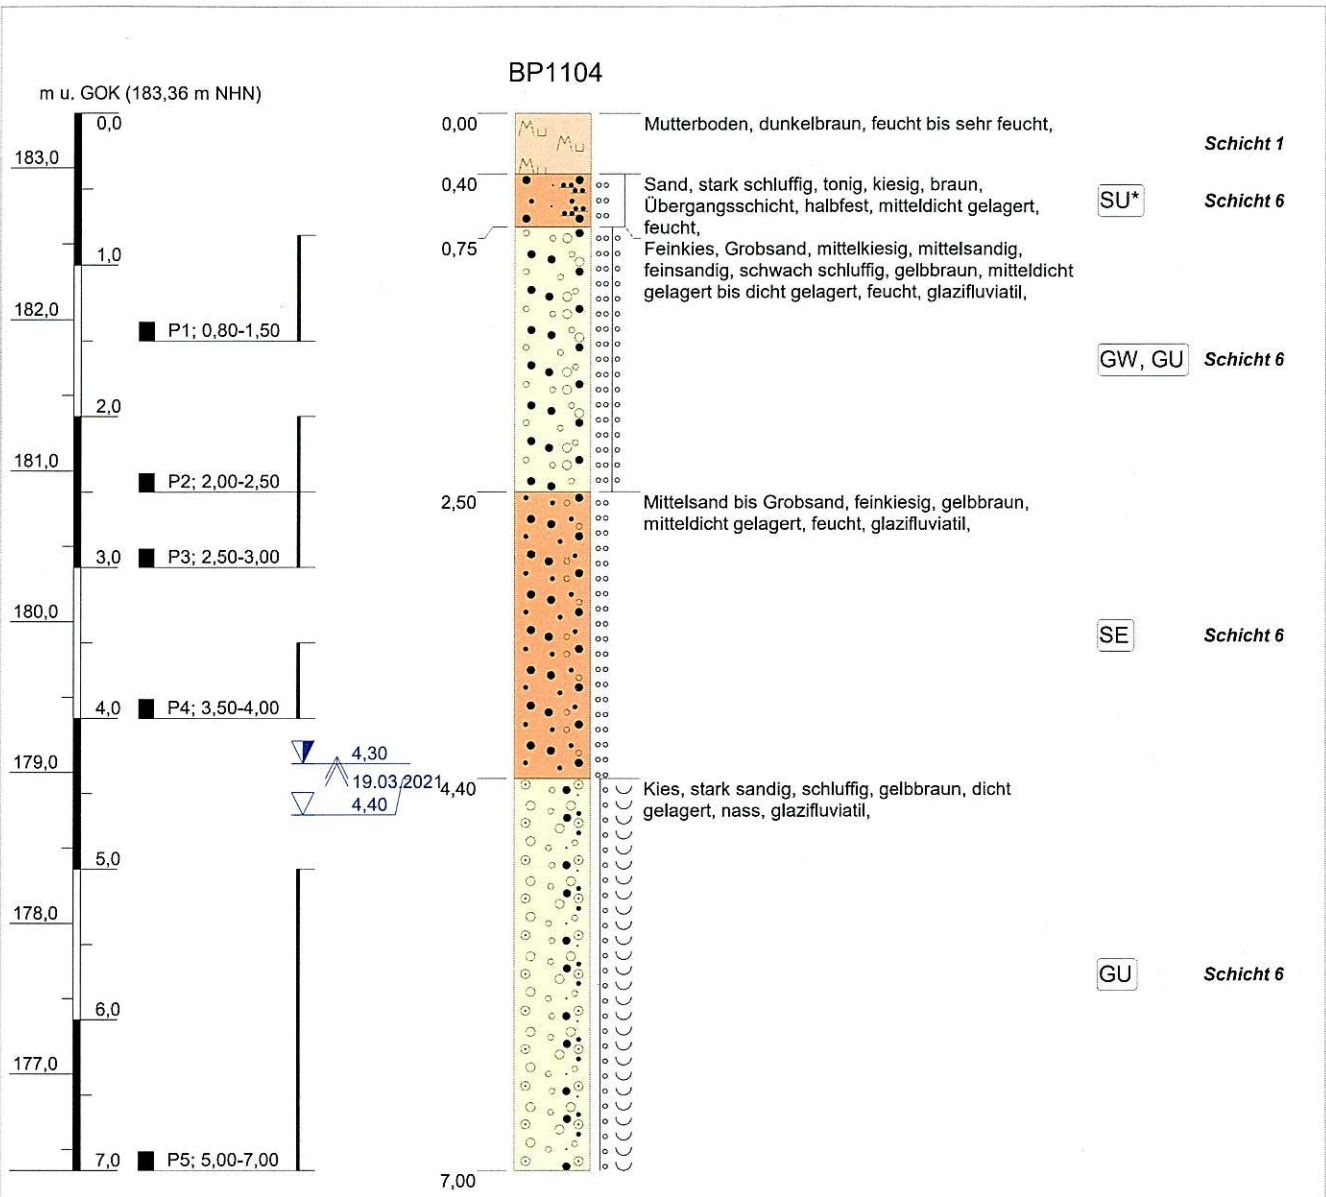 BP1104
m u. GOK (183,36 m NHN)
0,0
183,0
1,0
182,0
P1; 0,80-1,50
2,0
181,0
P2; 2,00-2,50
3,0
P3; 2,50-3,00
180,0
4,0
P4; 3,50-4,00
179,0
4,30
19.03.2021
4,40
5,0
178,0
6,0
177,0
7,0
P5; 5,00-7,00
0,00
Mu
Mu
Mu
Mutterboden, dunkelbraun, feucht bis sehr feucht,
Schicht 1
0,40
Sand, stark schluffig, tonig, kiesig, braun,
Übergangsschicht, halbfest, mitteldicht gelagert,
feucht,
SU*
Schicht 6
0,75
Feinkies, Grobsand, mittelkiesig, mittelsandig,
feinsandig, schwach schluffig, gelbbraun, mitteldicht
gelagert bis dicht gelagert, feucht, glazifluviatil,
GW, GU
Schicht 6
2,50
Mittelsand bis Grobsand, feinkiesig, gelbbraun,
mitteldicht gelagert, feucht, glazifluviatil,
SE
Schicht 6
4,40
Kies, stark sandig, schluffig, gelbbraun, dicht
gelagert, nass, glazifluviatil,
GU
Schicht 6
7,00